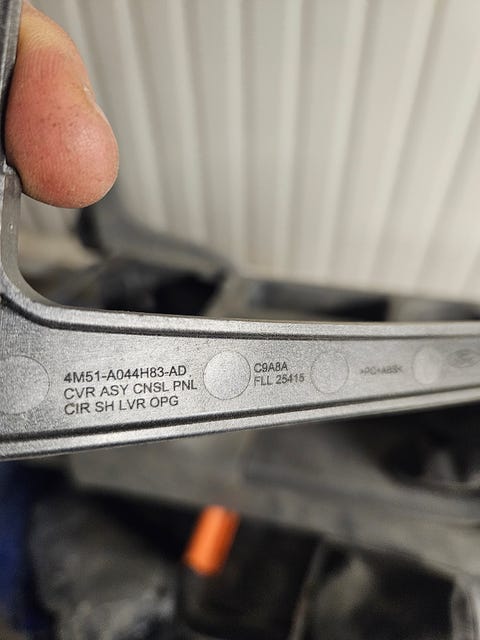 4M51-A044H83-AD
CVR ASY CNSL PNL
CIR SH LVR OPG
C9A8A
FLL 25415
>PC+ABS<